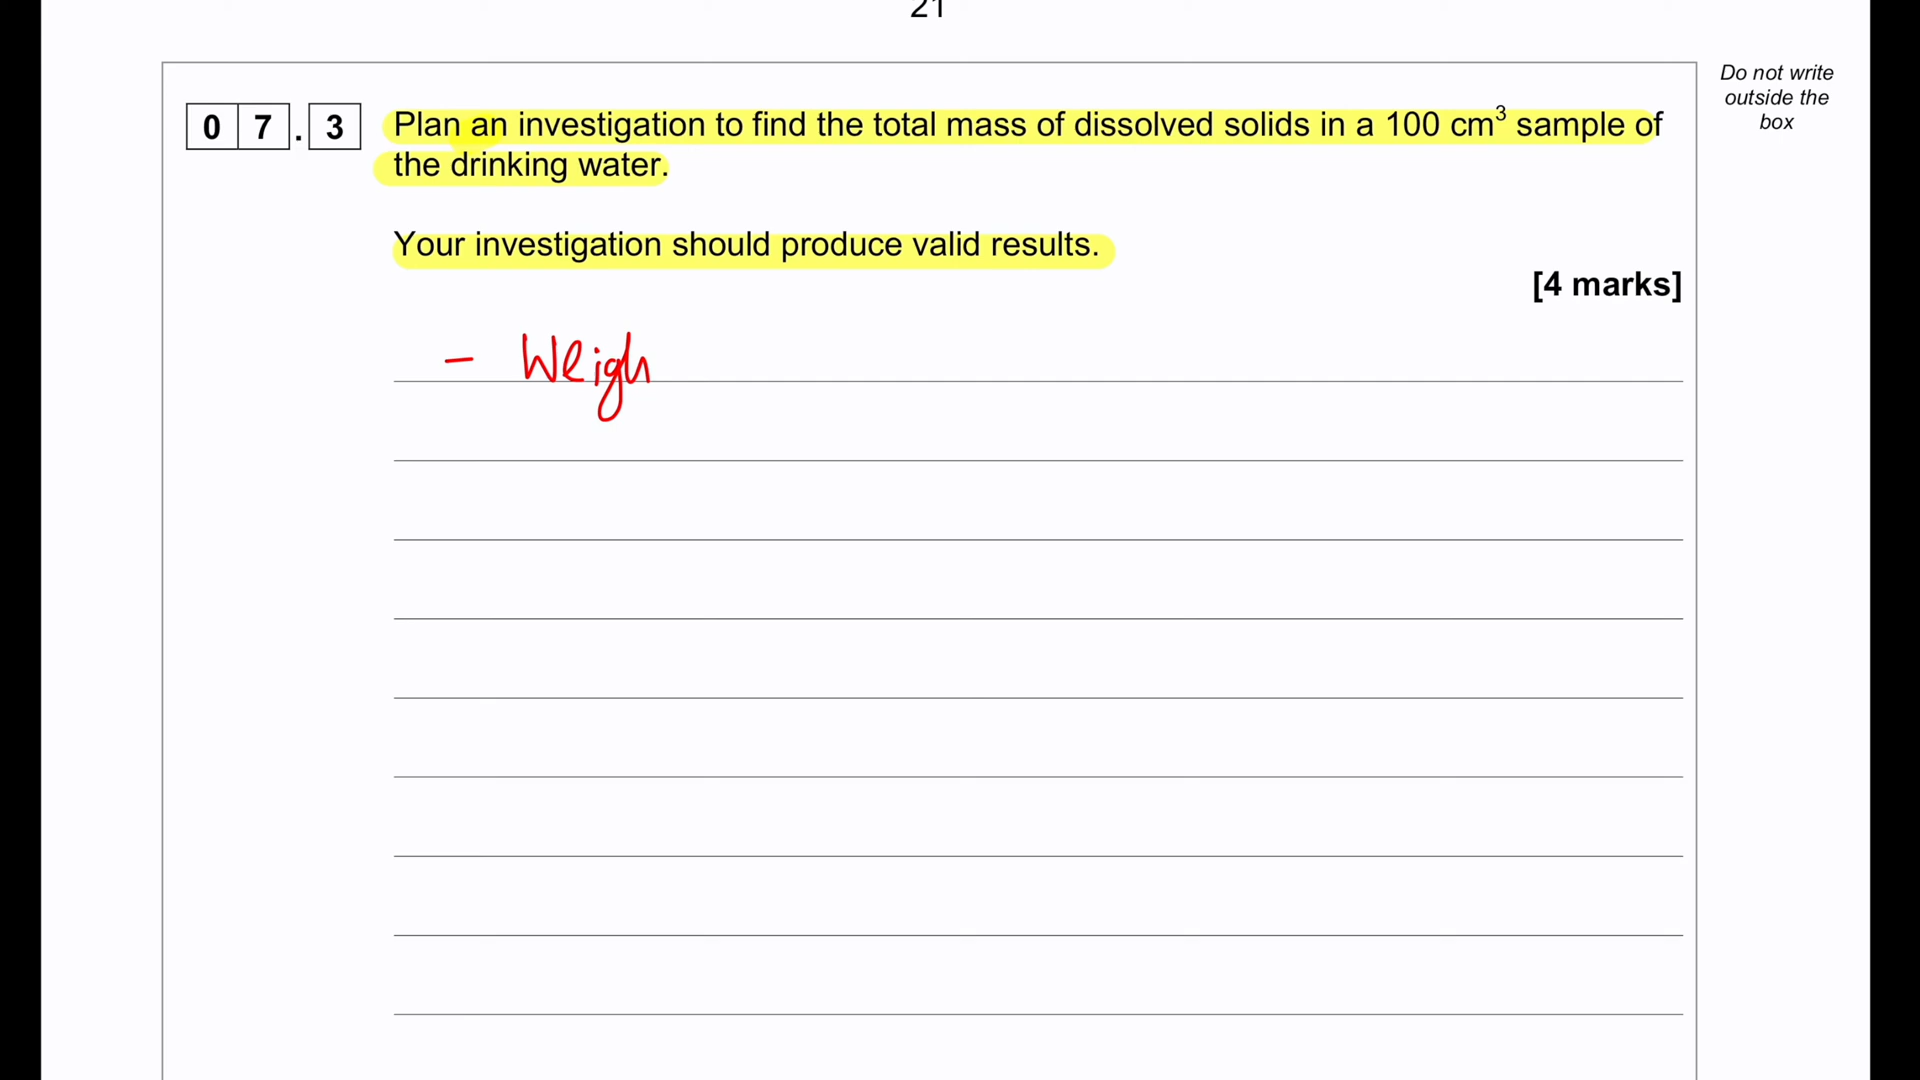 21
Do not write
outside the
box
0 7 . 3 Plan an investigation to find the total mass of dissolved solids in a 100 cm³ sample of
the drinking water.
Your investigation should produce valid results.
[4 marks]
– Weigh